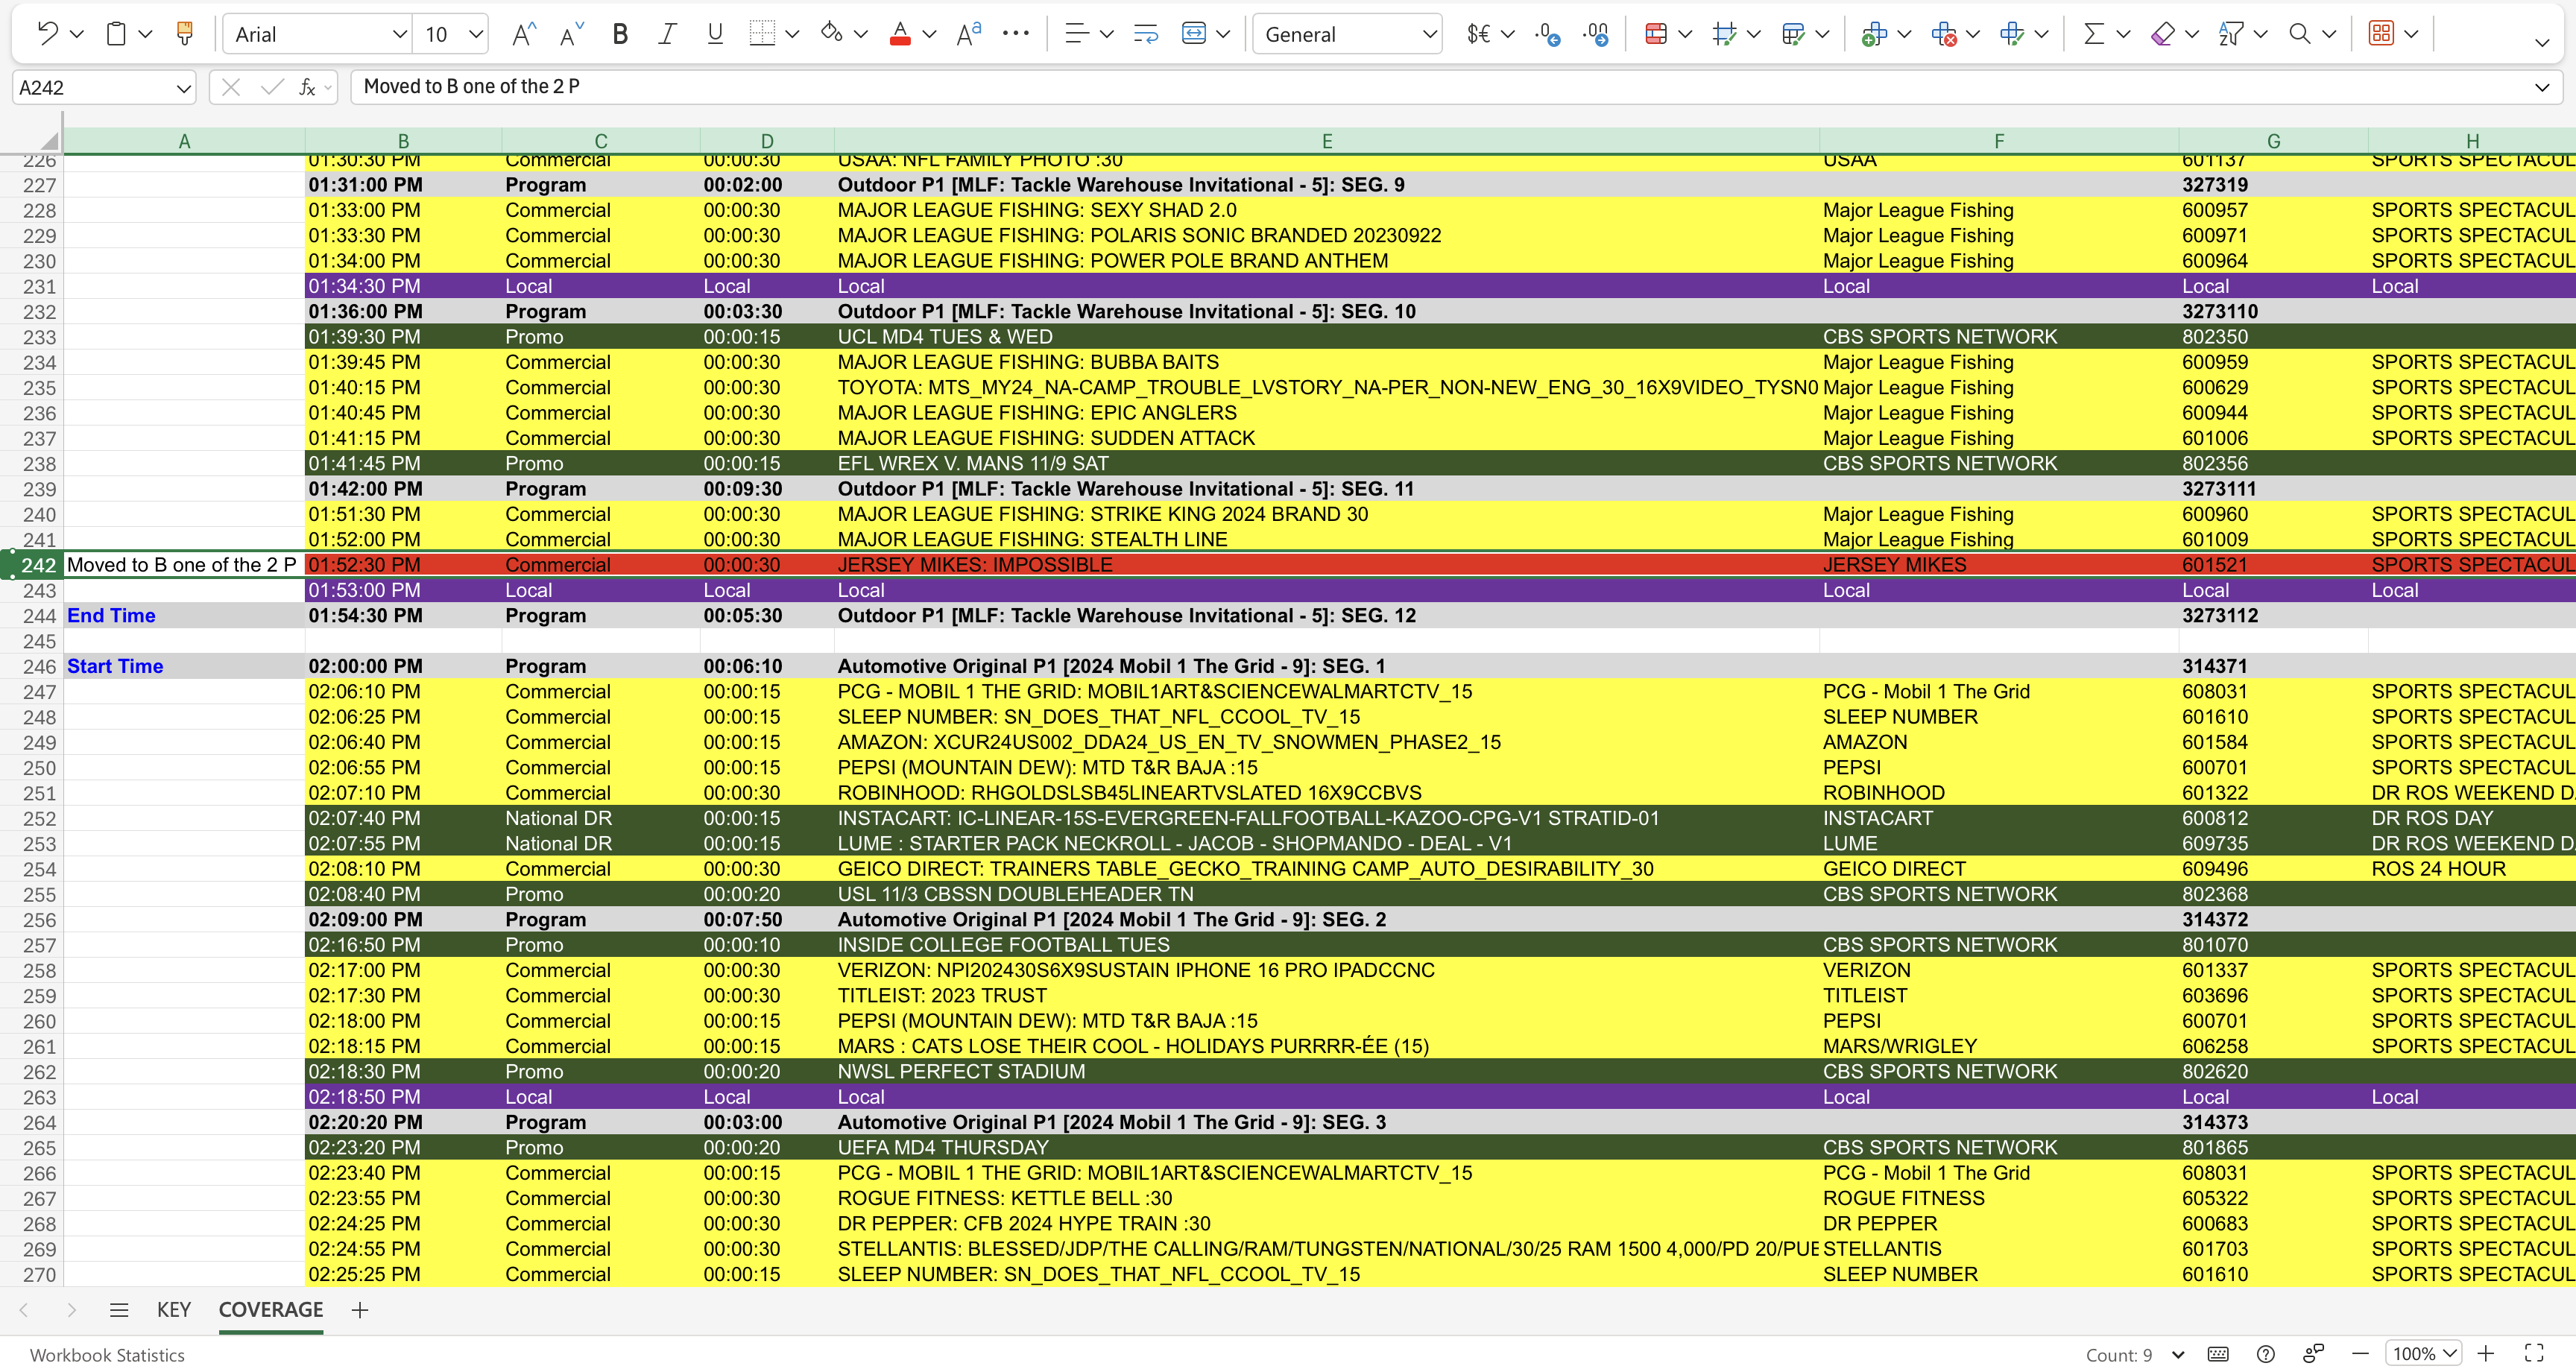 Arial 10 B I U General $€
A242 fx Moved to B one of the 2 P
A B C D E F G H
226 01:30:30 PM Commercial 00:00:30 USAA: NFL FAMILY PHOTO :30 USAA 601137 SPORTS SPECTACUL
227 01:31:00 PM Program 00:02:00 Outdoor P1 [MLF: Tackle Warehouse Invitational - 5]: SEG. 9 327319
228 01:33:00 PM Commercial 00:00:30 MAJOR LEAGUE FISHING: SEXY SHAD 2.0 Major League Fishing 600957 SPORTS SPECTACUL
229 01:33:30 PM Commercial 00:00:30 MAJOR LEAGUE FISHING: POLARIS SONIC BRANDED 20230922 Major League Fishing 600971 SPORTS SPECTACUL
230 01:34:00 PM Commercial 00:00:30 MAJOR LEAGUE FISHING: POWER POLE BRAND ANTHEM Major League Fishing 600964 SPORTS SPECTACUL
231 01:34:30 PM Local Local Local Local Local Local
232 01:36:00 PM Program 00:03:30 Outdoor P1 [MLF: Tackle Warehouse Invitational - 5]: SEG. 10 3273110
233 01:39:30 PM Promo 00:00:15 UCL MD4 TUES & WED CBS SPORTS NETWORK 802350
234 01:39:45 PM Commercial 00:00:30 MAJOR LEAGUE FISHING: BUBBA BAITS Major League Fishing 600959 SPORTS SPECTACUL
235 01:40:15 PM Commercial 00:00:30 TOYOTA: MTS_MY24_NA-CAMP_TROUBLE_LVSTORY_NA-PER_NON-NEW_ENG_30_16X9VIDEO_TYSN0 Major League Fishing 600629 SPORTS SPECTACUL
236 01:40:45 PM Commercial 00:00:30 MAJOR LEAGUE FISHING: EPIC ANGLERS Major League Fishing 600944 SPORTS SPECTACUL
237 01:41:15 PM Commercial 00:00:30 MAJOR LEAGUE FISHING: SUDDEN ATTACK Major League Fishing 601006 SPORTS SPECTACUL
238 01:41:45 PM Promo 00:00:15 EFL WREX V. MANS 11/9 SAT CBS SPORTS NETWORK 802356
239 01:42:00 PM Program 00:09:30 Outdoor P1 [MLF: Tackle Warehouse Invitational - 5]: SEG. 11 3273111
240 01:51:30 PM Commercial 00:00:30 MAJOR LEAGUE FISHING: STRIKE KING 2024 BRAND 30 Major League Fishing 600960 SPORTS SPECTACUL
241 01:52:00 PM Commercial 00:00:30 MAJOR LEAGUE FISHING: STEALTH LINE Major League Fishing 601009 SPORTS SPECTACUL
242 Moved to B one of the 2 P 01:52:30 PM Commercial 00:00:30 JERSEY MIKES: IMPOSSIBLE JERSEY MIKES 601521 SPORTS SPECTACUL
243 01:53:00 PM Local Local Local Local Local Local
244 End Time 01:54:30 PM Program 00:05:30 Outdoor P1 [MLF: Tackle Warehouse Invitational - 5]: SEG. 12 3273112
245
246 Start Time 02:00:00 PM Program 00:06:10 Automotive Original P1 [2024 Mobil 1 The Grid - 9]: SEG. 1 314371
247 02:06:10 PM Commercial 00:00:15 PCG - MOBIL 1 THE GRID: MOBIL1ART&SCIENCEWALMARTCTV_15 PCG - Mobil 1 The Grid 608031 SPORTS SPECTACUL
248 02:06:25 PM Commercial 00:00:15 SLEEP NUMBER: SN_DOES_THAT_NFL_CCOOL_TV_15 SLEEP NUMBER 601610 SPORTS SPECTACUL
249 02:06:40 PM Commercial 00:00:15 AMAZON: XCUR24US002_DDA24_US_EN_TV_SNOWMEN_PHASE2_15 AMAZON 601584 SPORTS SPECTACUL
250 02:06:55 PM Commercial 00:00:15 PEPSI (MOUNTAIN DEW): MTD T&R BAJA :15 PEPSI 600701 SPORTS SPECTACUL
251 02:07:10 PM Commercial 00:00:30 ROBINHOOD: RHGOLDSLSB45LINEARTVSLATED 16X9CCBVS ROBINHOOD 601322 DR ROS WEEKEND D
252 02:07:40 PM National DR 00:00:15 INSTACART: IC-LINEAR-15S-EVERGREEN-FALLFOOTBALL-KAZOO-CPG-V1 STRATID-01 INSTACART 600812 DR ROS DAY
253 02:07:55 PM National DR 00:00:15 LUME : STARTER PACK NECKROLL - JACOB - SHOPMANDO - DEAL - V1 LUME 609735 DR ROS WEEKEND D
254 02:08:10 PM Commercial 00:00:30 GEICO DIRECT: TRAINERS TABLE_GECKO_TRAINING CAMP_AUTO_DESIRABILITY_30 GEICO DIRECT 609496 ROS 24 HOUR
255 02:08:40 PM Promo 00:00:20 USL 11/3 CBSSN DOUBLEHEADER TN CBS SPORTS NETWORK 802368
256 02:09:00 PM Program 00:07:50 Automotive Original P1 [2024 Mobil 1 The Grid - 9]: SEG. 2 314372
257 02:16:50 PM Promo 00:00:10 INSIDE COLLEGE FOOTBALL TUES CBS SPORTS NETWORK 801070
258 02:17:00 PM Commercial 00:00:30 VERIZON: NPI202430S6X9SUSTAIN IPHONE 16 PRO IPADCCNC VERIZON 601337 SPORTS SPECTACUL
259 02:17:30 PM Commercial 00:00:30 TITLEIST: 2023 TRUST TITLEIST 603696 SPORTS SPECTACUL
260 02:18:00 PM Commercial 00:00:15 PEPSI (MOUNTAIN DEW): MTD T&R BAJA :15 PEPSI 600701 SPORTS SPECTACUL
261 02:18:15 PM Commercial 00:00:15 MARS : CATS LOSE THEIR COOL - HOLIDAYS PURRRR-ÉE (15) MARS/WRIGLEY 606258 SPORTS SPECTACUL
262 02:18:30 PM Promo 00:00:20 NWSL PERFECT STADIUM CBS SPORTS NETWORK 802620
263 02:18:50 PM Local Local Local Local Local Local
264 02:20:20 PM Program 00:03:00 Automotive Original P1 [2024 Mobil 1 The Grid - 9]: SEG. 3 314373
265 02:23:20 PM Promo 00:00:20 UEFA MD4 THURSDAY CBS SPORTS NETWORK 801865
266 02:23:40 PM Commercial 00:00:15 PCG - MOBIL 1 THE GRID: MOBIL1ART&SCIENCEWALMARTCTV_15 PCG - Mobil 1 The Grid 608031 SPORTS SPECTACUL
267 02:23:55 PM Commercial 00:00:30 ROGUE FITNESS: KETTLE BELL :30 ROGUE FITNESS 605322 SPORTS SPECTACUL
268 02:24:25 PM Commercial 00:00:30 DR PEPPER: CFB 2024 HYPE TRAIN :30 DR PEPPER 600683 SPORTS SPECTACUL
269 02:24:55 PM Commercial 00:00:30 STELLANTIS: BLESSED/JDP/THE CALLING/RAM/TUNGSTEN/NATIONAL/30/25 RAM 1500 4,000/PD 20/PUE STELLANTIS 601703 SPORTS SPECTACUL
270 02:25:25 PM Commercial 00:00:15 SLEEP NUMBER: SN_DOES_THAT_NFL_CCOOL_TV_15 SLEEP NUMBER 601610 SPORTS SPECTACUL
KEY COVERAGE
Workbook Statistics Count: 9 100%